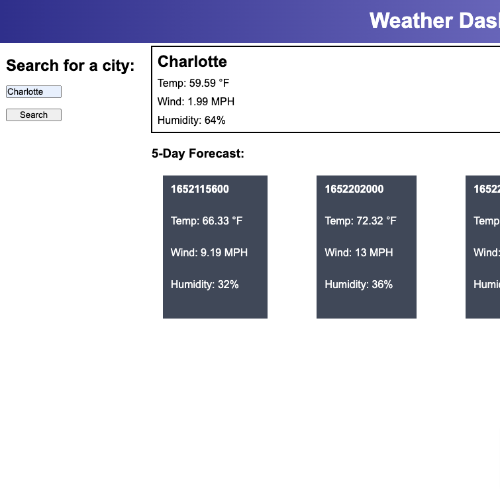 Weather Das
Search for a city:
Charlotte
Search
Charlotte
Temp: 59.59 °F
Wind: 1.99 MPH
Humidity: 64%
5-Day Forecast:
1652115600
Temp: 66.33 °F
Wind: 9.19 MPH
Humidity: 32%
1652202000
Temp: 72.32 °F
Wind: 13 MPH
Humidity: 36%
1652
Temp
Wind:
Humi